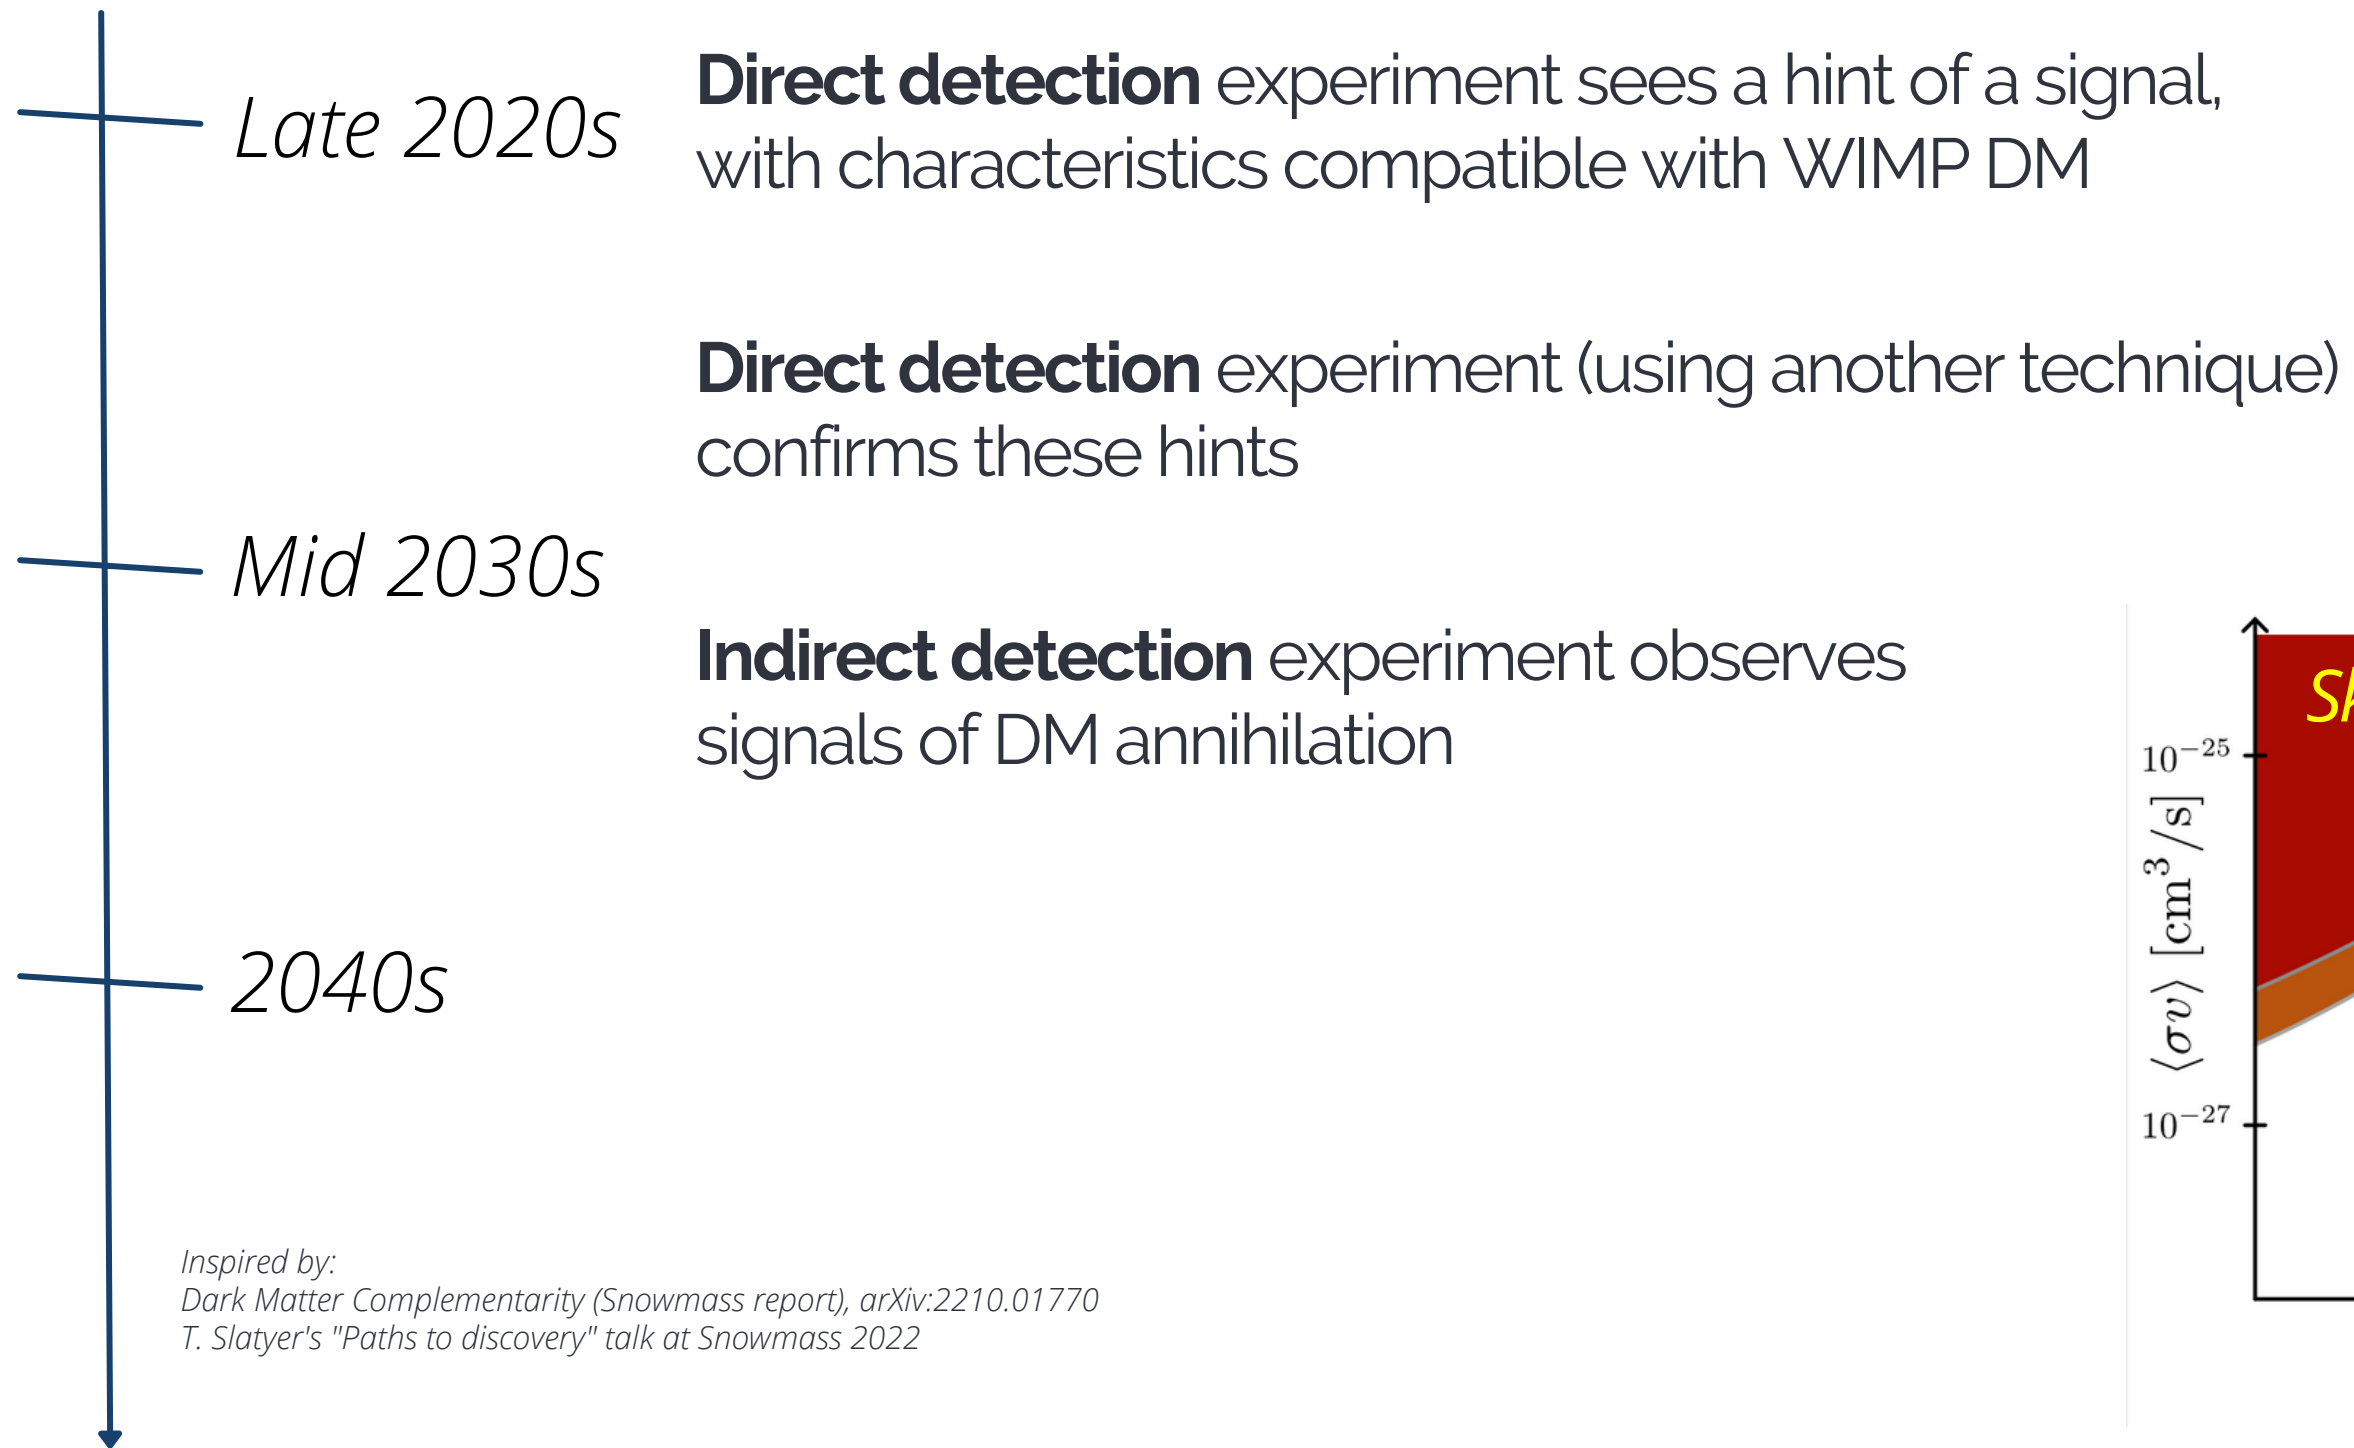 Late 2020s
Direct detection experiment sees a hint of a signal,
with characteristics compatible with WIMP DM
Direct detection experiment (using another technique)
confirms these hints
Mid 2030s
Indirect detection experiment observes
signals of DM annihilation
2040s
10⁻²⁵
⟨σv⟩ [cm³/s]
10⁻²⁷
Inspired by:
Dark Matter Complementarity (Snowmass report), arXiv:2210.01770
T. Slatyer's "Paths to discovery" talk at Snowmass 2022